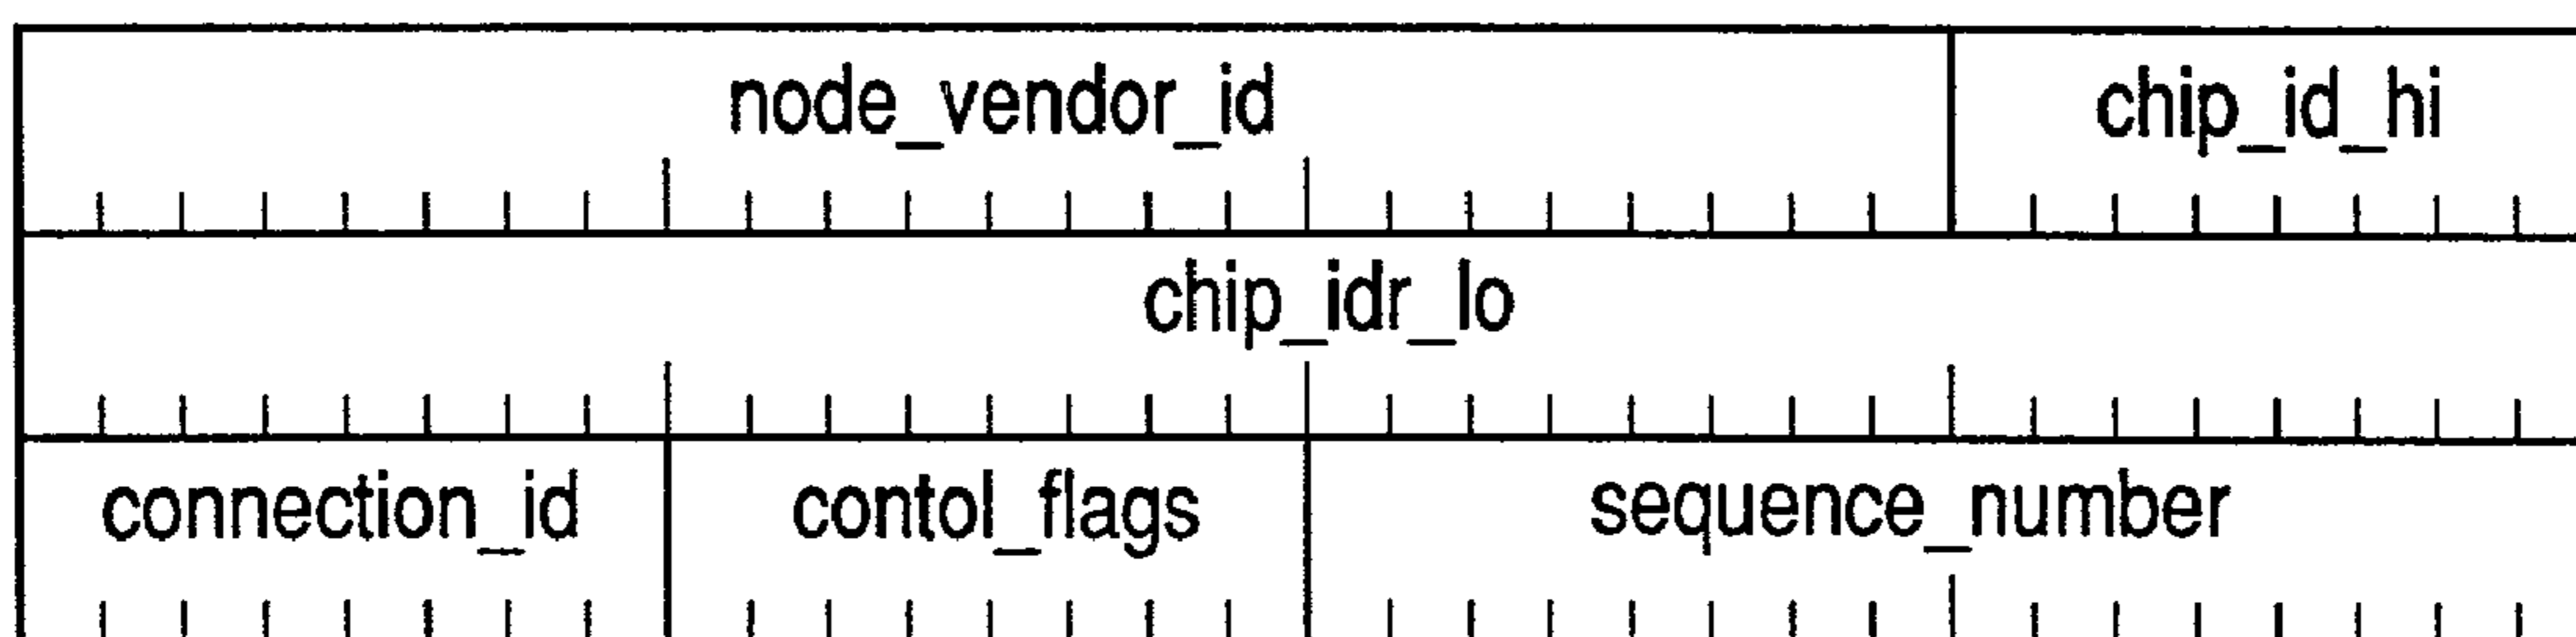 node_vendor_id chip_id_hi
chip_idr_lo
connection_id contol_flags sequence_number